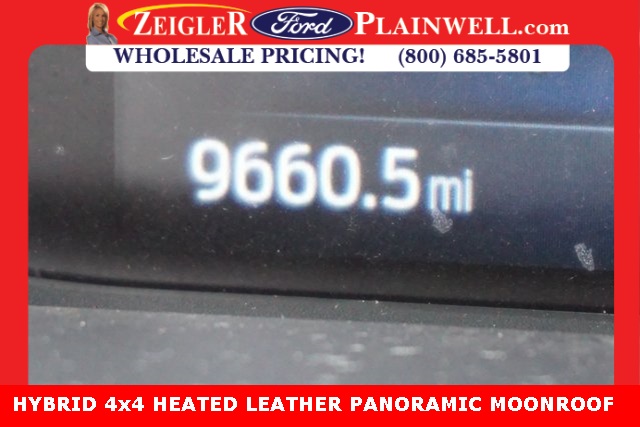 ZEIGLER Ford PLAINWELL.com
WHOLESALE PRICING! (800) 685-5801
9660.5 mi
HYBRID 4x4 HEATED LEATHER PANORAMIC MOONROOF